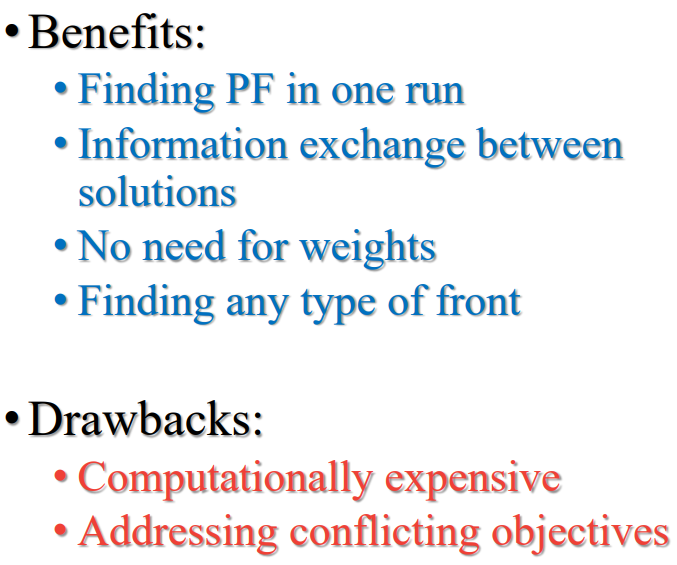 • Benefits:
• Finding PF in one run
• Information exchange between
solutions
• No need for weights
• Finding any type of front
• Drawbacks:
• Computationally expensive
• Addressing conflicting objectives